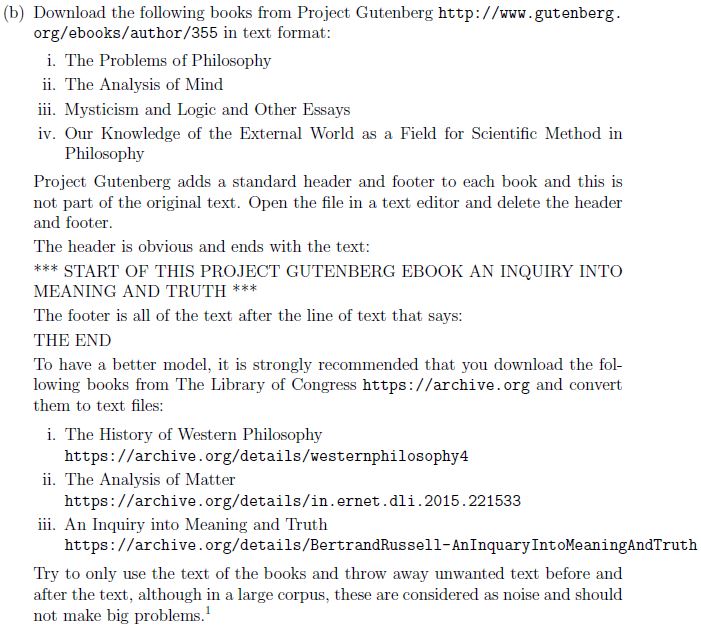 (b) Download the following books from Project Gutenberg http://www.gutenberg.
org/ebooks/author/355 in text format:
i. The Problems of Philosophy
ii. The Analysis of Mind
iii. Mysticism and Logic and Other Essays
iv. Our Knowledge of the External World as a Field for Scientific Method in
Philosophy
Project Gutenberg adds a standard header and footer to each book and this is
not part of the original text. Open the file in a text editor and delete the header
and footer.
The header is obvious and ends with the text:
*** START OF THIS PROJECT GUTENBERG EBOOK AN INQUIRY INTO
MEANING AND TRUTH ***
The footer is all of the text after the line of text that says:
THE END
To have a better model, it is strongly recommended that you download the fol-
lowing books from The Library of Congress https://archive.org and convert
them to text files:
i. The History of Western Philosophy
https://archive.org/details/westernphilosophy4
ii. The Analysis of Matter
https://archive.org/details/in.ernet.dli.2015.221533
iii. An Inquiry into Meaning and Truth
https://archive.org/details/BertrandRussell-AnInquaryIntoMeaningAndTruth
Try to only use the text of the books and throw away unwanted text before and
after the text, although in a large corpus, these are considered as noise and should
not make big problems.1